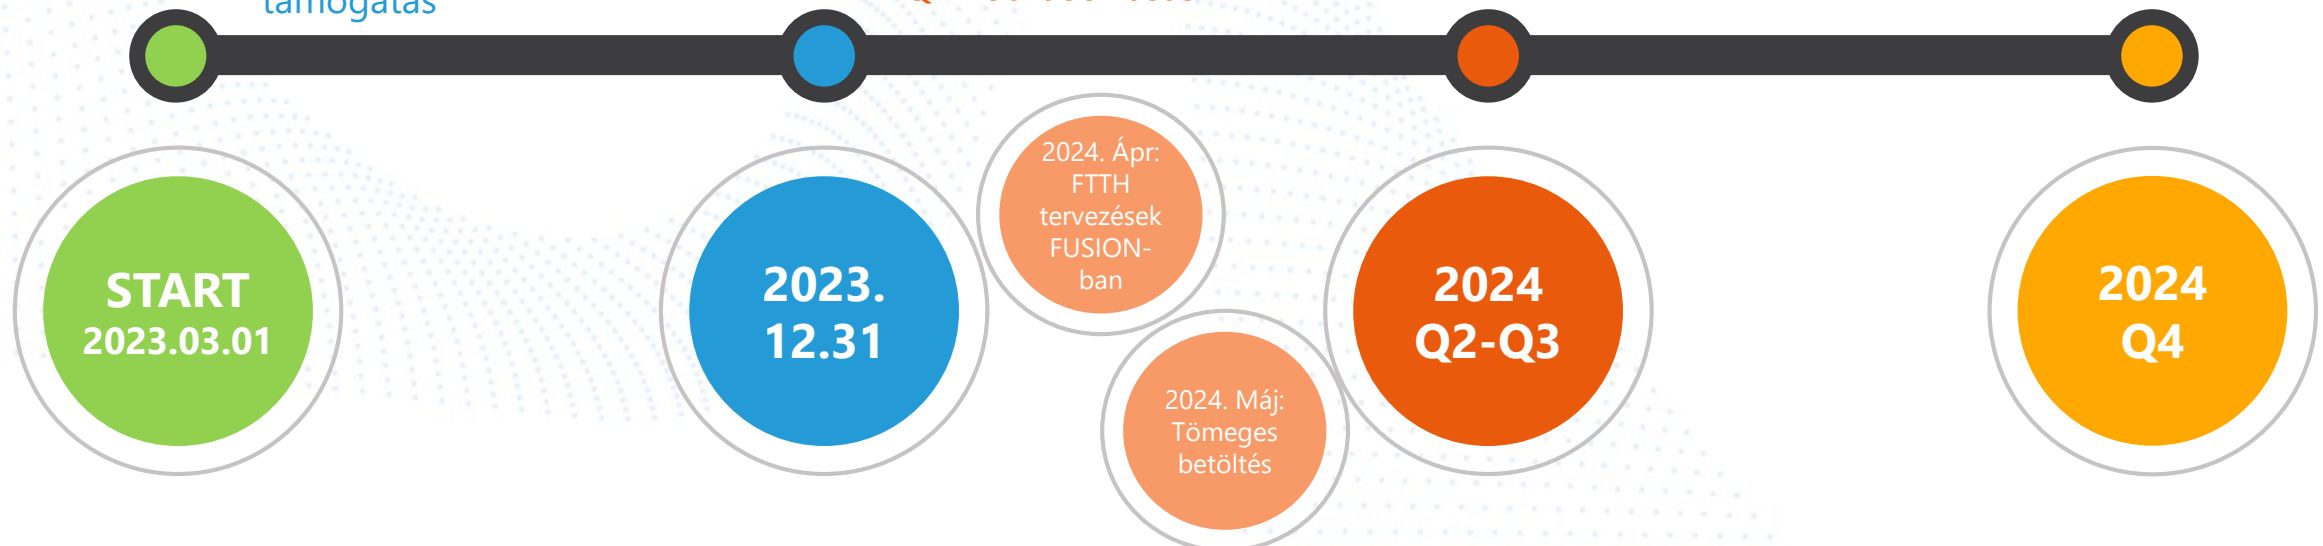 támogatás
START
2023.03.01
2023.
12.31
2024. Ápr:
FTTH
tervezések
FUSION-
ban
2024. Máj:
Tömeges
betöltés
2024
Q2-Q3
2024
Q4